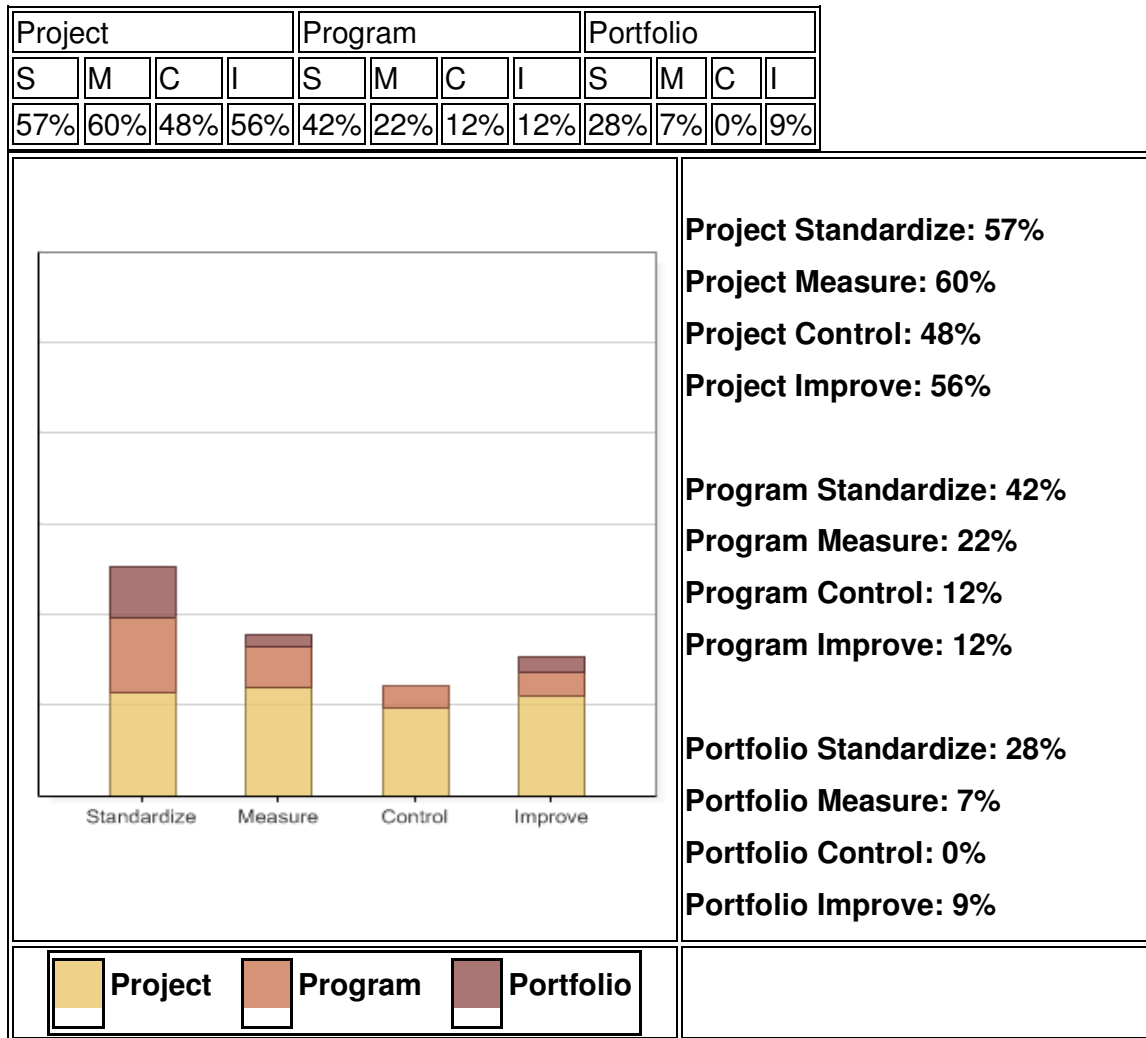 Project Program Portfolio
S M C I S M C I S M C I
57% 60% 48% 56% 42% 22% 12% 12% 28% 7% 0% 9%
Standardize Measure Control Improve
Project Standardize: 57%
Project Measure: 60%
Project Control: 48%
Project Improve: 56%
Program Standardize: 42%
Program Measure: 22%
Program Control: 12%
Program Improve: 12%
Portfolio Standardize: 28%
Portfolio Measure: 7%
Portfolio Control: 0%
Portfolio Improve: 9%
Project Program Portfolio